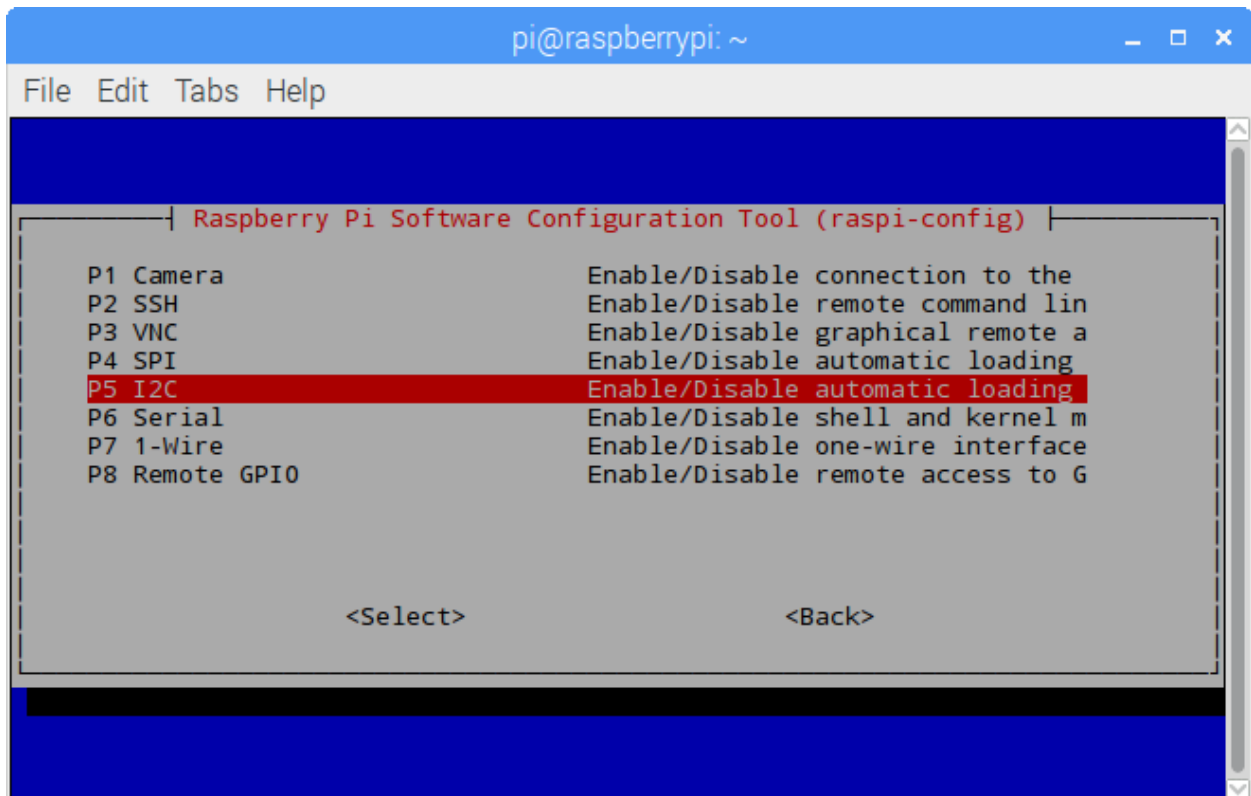 pi@raspberrypi: ~
File Edit Tabs Help
Raspberry Pi Software Configuration Tool (raspi-config)
P1 Camera Enable/Disable connection to the
P2 SSH Enable/Disable remote command lin
P3 VNC Enable/Disable graphical remote a
P4 SPI Enable/Disable automatic loading
P5 I2C Enable/Disable automatic loading
P6 Serial Enable/Disable shell and kernel m
P7 1-Wire Enable/Disable one-wire interface
P8 Remote GPIO Enable/Disable remote access to G
<Select> <Back>